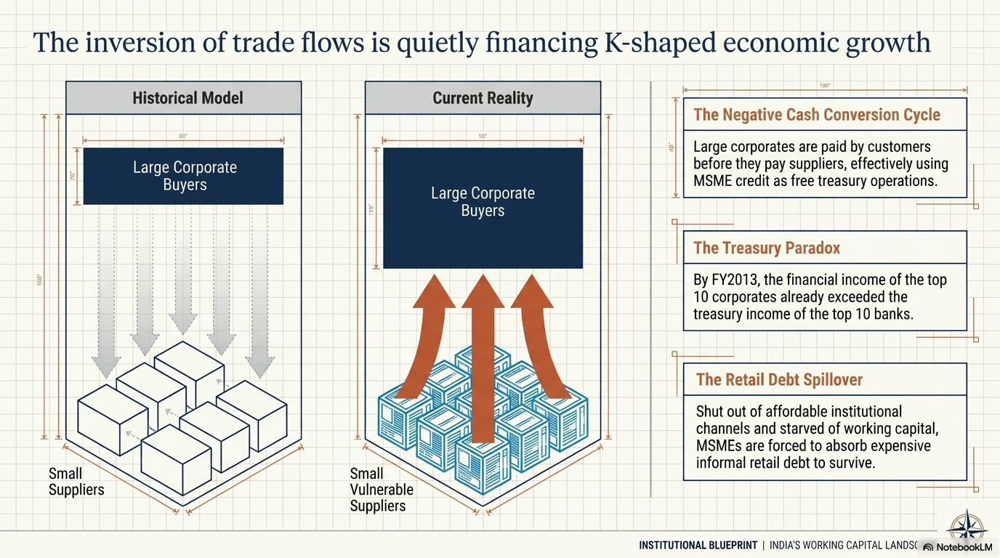 The inversion of trade flows is quietly financing K-shaped economic growth
Historical Model
80"
Large Corporate
Buyers
Small
Suppliers
Current Reality
56"
Large Corporate
Buyers
Small
Vulnerable
Suppliers
190"
The Negative Cash Conversion Cycle
Large corporates are paid by customers
before they pay suppliers, effectively using
MSME credit as free treasury operations.
The Treasury Paradox
By FY2013, the financial income of the top
10 corporates already exceeded the
treasury income of the top 10 banks.
The Retail Debt Spillover
Shut out of affordable institutional
channels and starved of working capital,
MSMEs are forced to absorb expensive
informal retail debt to survive.
INSTITUTIONAL BLUEPRINT | INDIA'S WORKING CAPITAL
NotebookLM